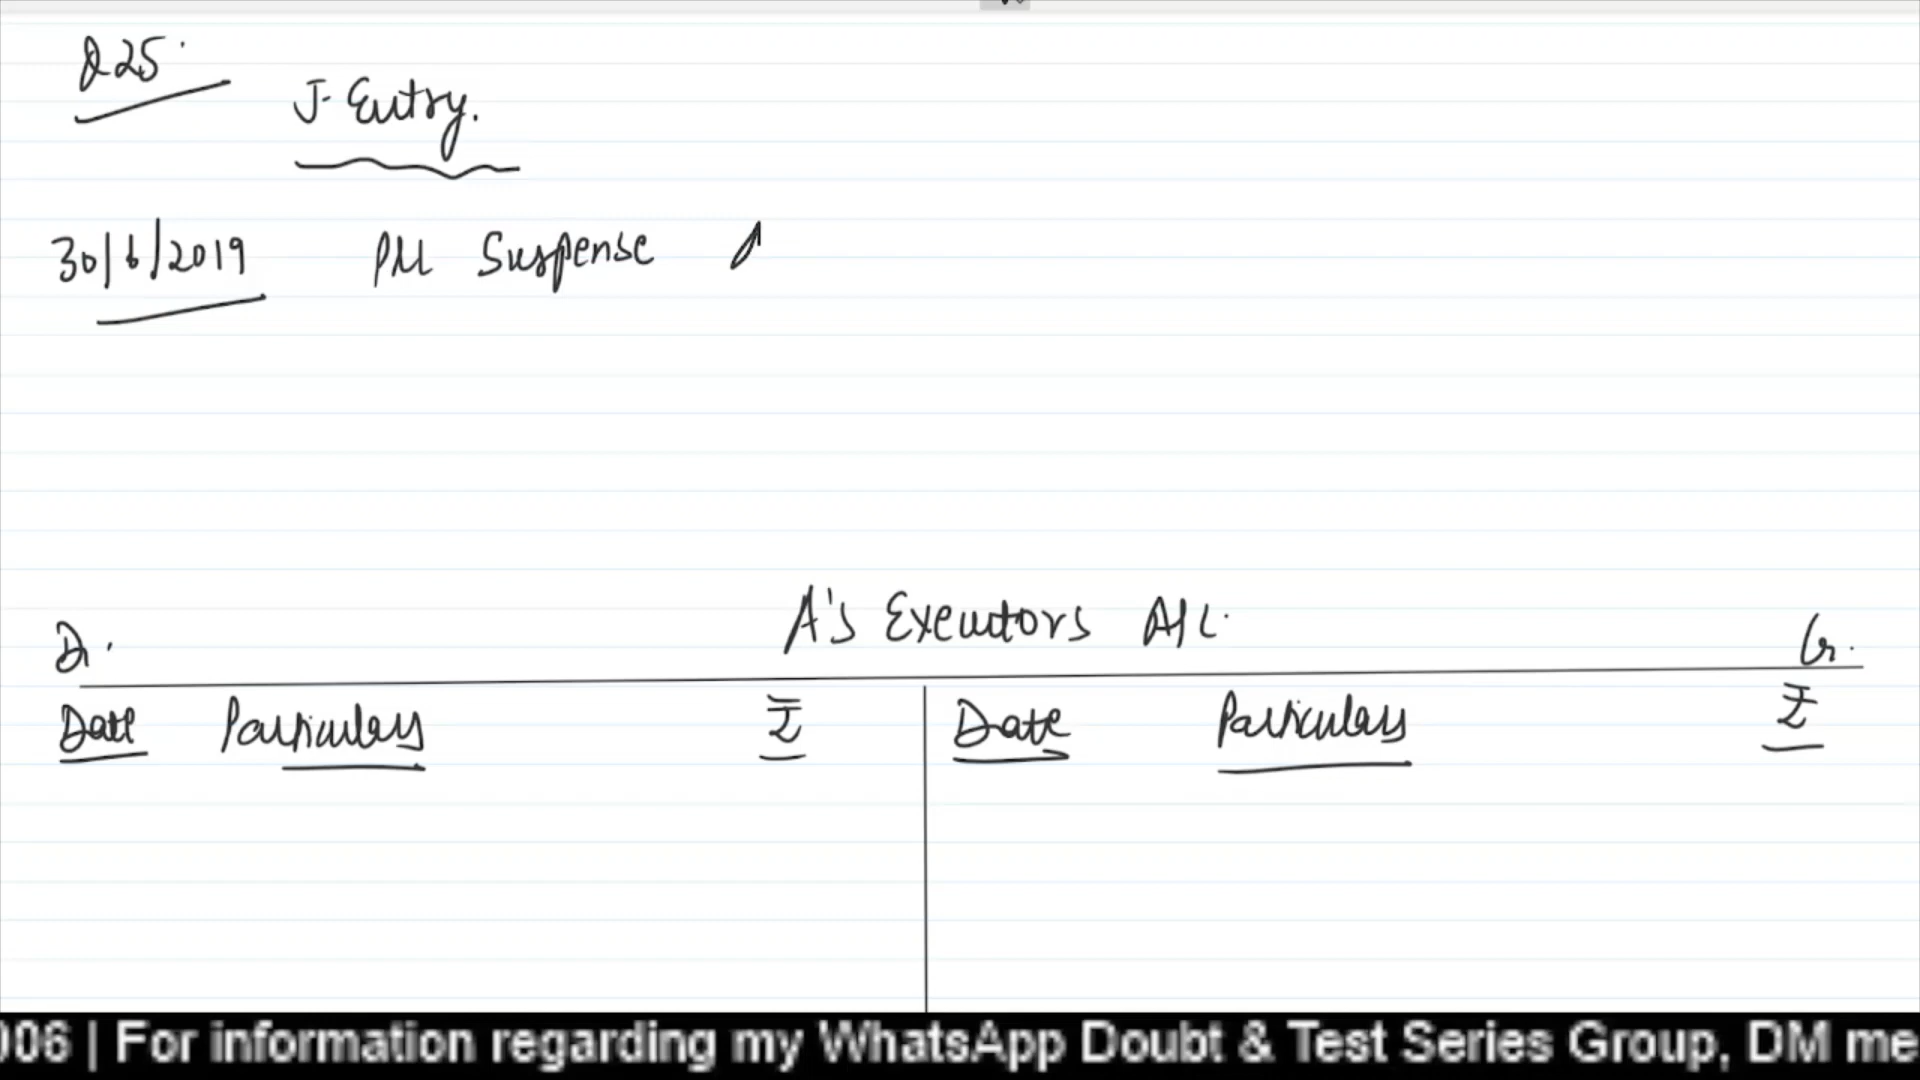 Q25.
J-Entry.
30/6/2019 P/L Suspense A
A's Executors A/c.
Dr. Cr.
Date Particulars ₹ Date Particulars ₹
006 | For information regarding my WhatsApp Doubt & Test Series Group, DM me